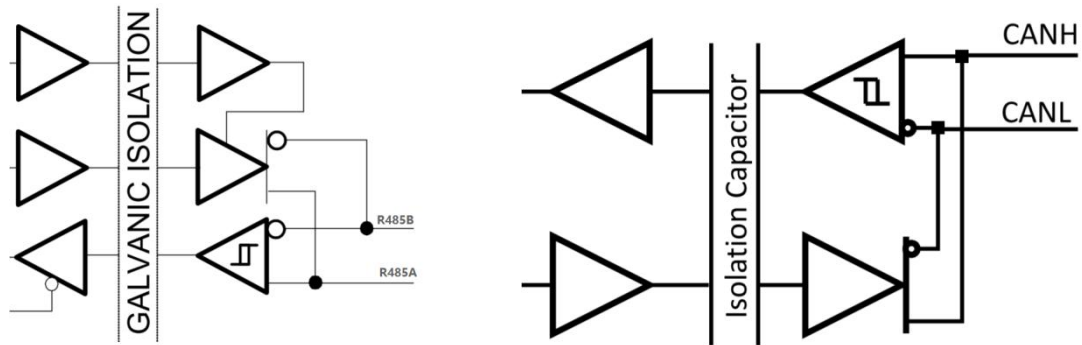 GALVANIC ISOLATION
R485B
R485A
Isolation Capacitor
CANH
CANL